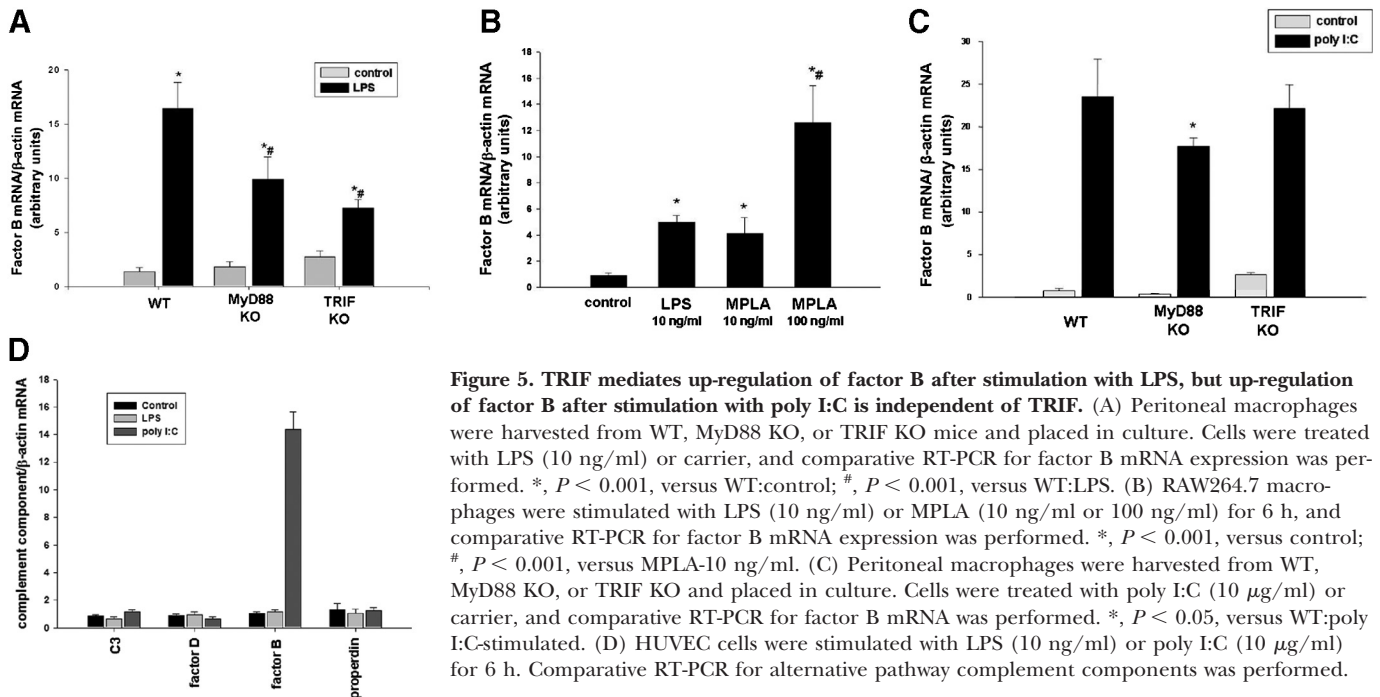 A
Factor B mRNA/β-actin mRNA
(arbitrary units)
20
15
10
5
0
control
LPS
*
*#
*#
WT
MyD88
KO
TRIF
KO
B
Factor B mRNA/β-actin mRNA
(arbitrary units)
18
16
14
12
10
8
6
4
2
0
*
*
*#
control
LPS
10 ng/ml
MPLA
10 ng/ml
MPLA
100 ng/ml
C
control
poly I:C
Factor B mRNA/ β-actin mRNA
(arbitrary units)
30
25
20
15
10
5
0
*
WT
MyD88
KO
TRIF
KO
D
complement component/β-actin mRNA
18
16
14
12
10
8
6
4
2
0
Control
LPS
poly I:C
C3
factor D
factor B
properdin
Figure 5. TRIF mediates up-regulation of factor B after stimulation with LPS, but up-regulation
of factor B after stimulation with poly I:C is independent of TRIF. (A) Peritoneal macrophages
were harvested from WT, MyD88 KO, or TRIF KO mice and placed in culture. Cells were treated
with LPS (10 ng/ml) or carrier, and comparative RT-PCR for factor B mRNA expression was per-
formed. *, P < 0.001, versus WT:control; #, P < 0.001, versus WT:LPS. (B) RAW264.7 macro-
phages were stimulated with LPS (10 ng/ml) or MPLA (10 ng/ml or 100 ng/ml) for 6 h, and
comparative RT-PCR for factor B mRNA expression was performed. *, P < 0.001, versus control;
#, P < 0.001, versus MPLA-10 ng/ml. (C) Peritoneal macrophages were harvested from WT,
MyD88 KO, or TRIF KO and placed in culture. Cells were treated with poly I:C (10 μg/ml) or
carrier, and comparative RT-PCR for factor B mRNA was performed. *, P < 0.05, versus WT:poly
I:C-stimulated. (D) HUVEC cells were stimulated with LPS (10 ng/ml) or poly I:C (10 μg/ml)
for 6 h. Comparative RT-PCR for alternative pathway complement components was performed.